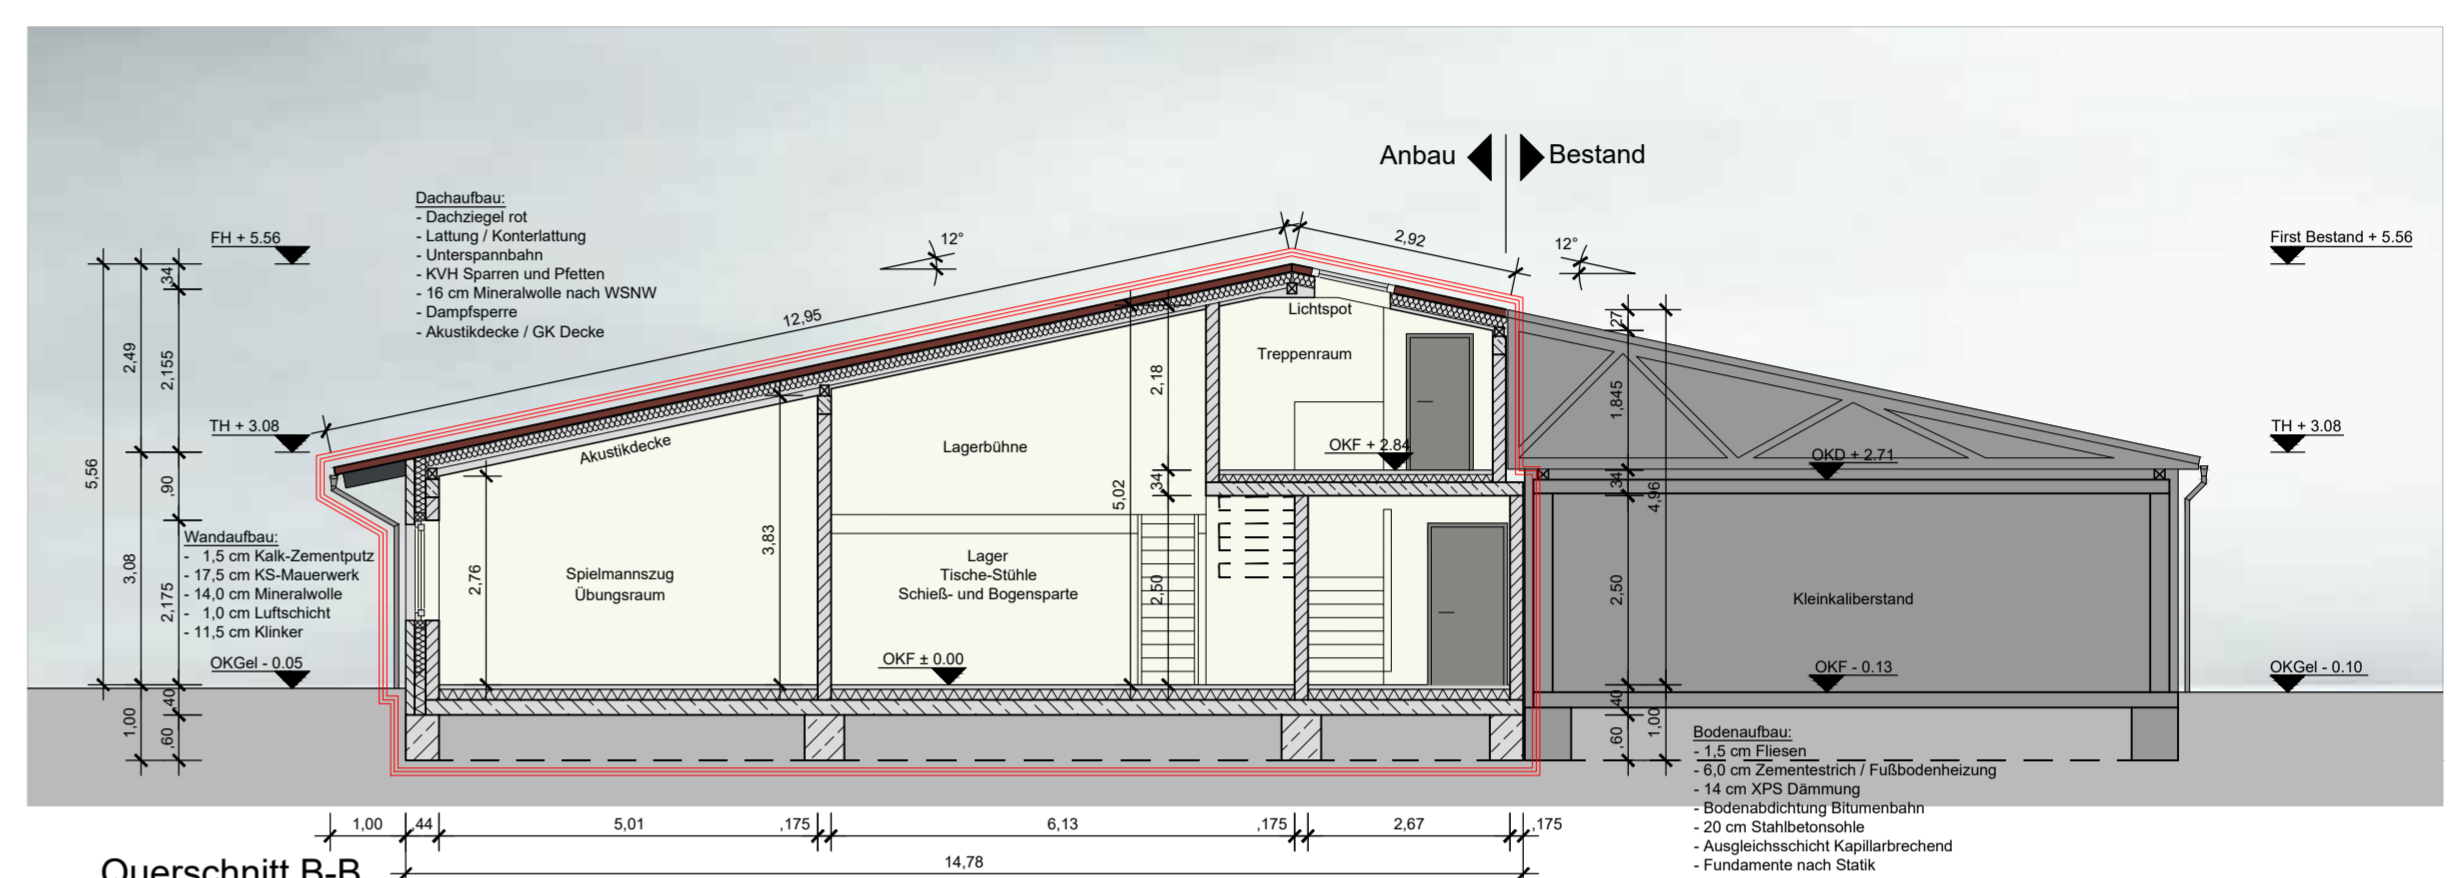 Anbau
Bestand
Dachaufbau:
- Dachziegel rot
- Lattung / Konterlattung
- Unterspannbahn
- KVH Sparren und Pfetten
- 16 cm Mineralwolle nach WSNW
- Dampfsperre
- Akustikdecke / GK Decke
FH + 5.56
12°
2,92
12°
First Bestand + 5.56
,34
12,95
Lichtspot
,27
2,49
2,155
2,18
Treppenraum
1,845
TH + 3.08
Akustikdecke
Lagerbühne
OKF + 2.84
OKD + 2.71
TH + 3.08
5,56
,90
5,02
,34
,34
4,96
Wandaufbau:
- 1,5 cm Kalk-Zementputz
- 17,5 cm KS-Mauerwerk
- 14,0 cm Mineralwolle
- 1,0 cm Luftschicht
- 11,5 cm Klinker
3,08
2,175
2,76
3,83
Spielmannszug
Übungsraum
Lager
Tische-Stühle
Schieß- und Bogensparte
2,50
2,50
Kleinkaliberstand
OKGel - 0.05
OKF ± 0.00
OKF - 0.13
OKGel - 0.10
,40
1,00
,60
,40
,60
1,00
Bodenaufbau:
- 1,5 cm Fliesen
- 6,0 cm Zementestrich / Fußbodenheizung
- 14 cm XPS Dämmung
- Bodenabdichtung Bitumenbahn
- 20 cm Stahlbetonsohle
- Ausgleichsschicht Kapillarbrechend
- Fundamente nach Statik
1,00 ,44 5,01 ,175 6,13 ,175 2,67 ,175
14,78
Querschnitt B-B